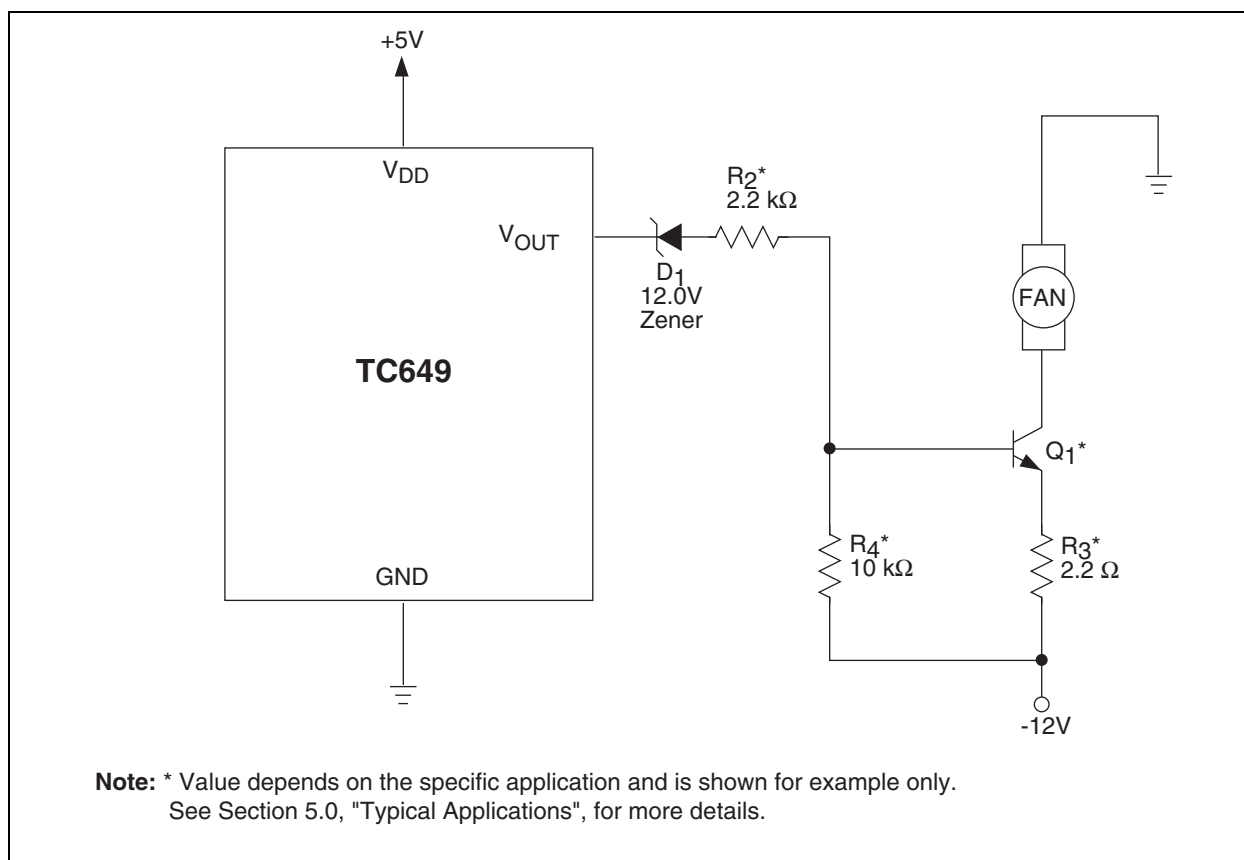 +5V
VDD
VOUT
TC649
GND
D1
12.0V
Zener
R2*
2.2 kΩ
FAN
Q1*
R4*
10 kΩ
R3*
2.2 Ω
-12V
Note: * Value depends on the specific application and is shown for example only.
See Section 5.0, "Typical Applications", for more details.